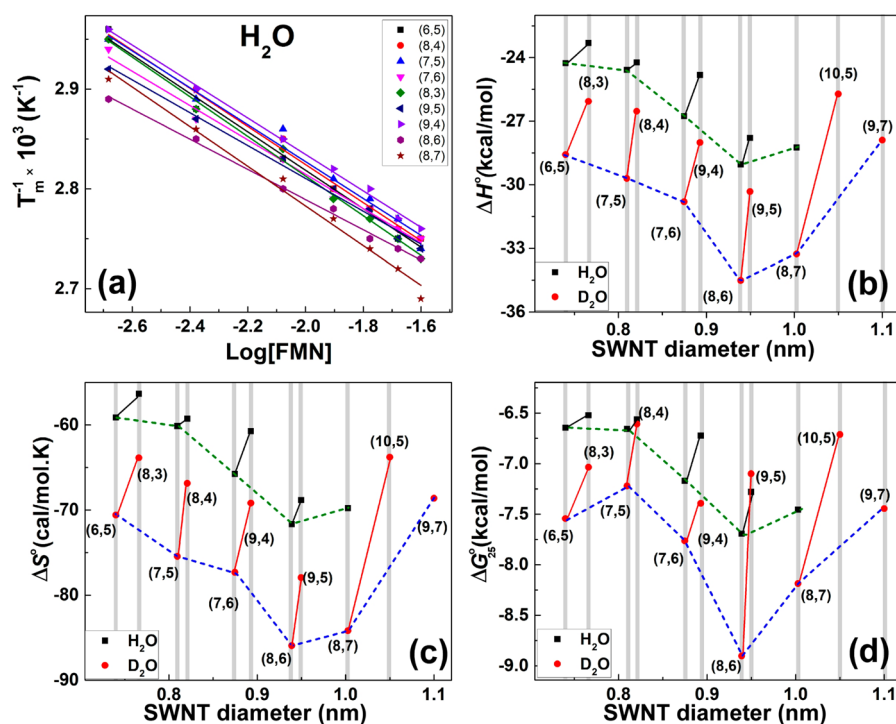 H₂O
(a)
(6,5)
(8,4)
(7,5)
(7,6)
(8,3)
(9,5)
(9,4)
(8,6)
(8,7)
T⁻¹ₘ × 10³ (K⁻¹)
2.9
2.8
2.7
-2.6 -2.4 -2.2 -2.0 -1.8 -1.6
Log[FMN]
(b)
ΔH°(kcal/mol)
-24
-26
-28
-30
-33
-36
(8,3)
(8,4)
(10,5)
(9,7)
(6,5)
(9,4)
(7,5)
(9,5)
(7,6)
(8,7)
(8,6)
H₂O
D₂O
0.8 0.9 1.0 1.1
SWNT diameter (nm)
(c)
ΔS°(cal/mol.K)
-60
-70
-80
-90
(8,3)
(10,5)
(8,4)
(6,5)
(9,4)
(9,7)
(7,5)
(9,5)
(7,6)
(8,7)
(8,6)
H₂O
D₂O
0.8 0.9 1.0 1.1
SWNT diameter (nm)
(d)
ΔG°₂₅(kcal/mol)
-6.5
-7.0
-7.5
-8.0
-8.5
-9.0
(8,4)
(10,5)
(8,3)
(9,5)
(9,7)
(6,5)
(7,5)
(9,4)
(7,6)
(8,7)
(8,6)
H₂O
D₂O
0.8 0.9 1.0 1.1
SWNT diameter (nm)